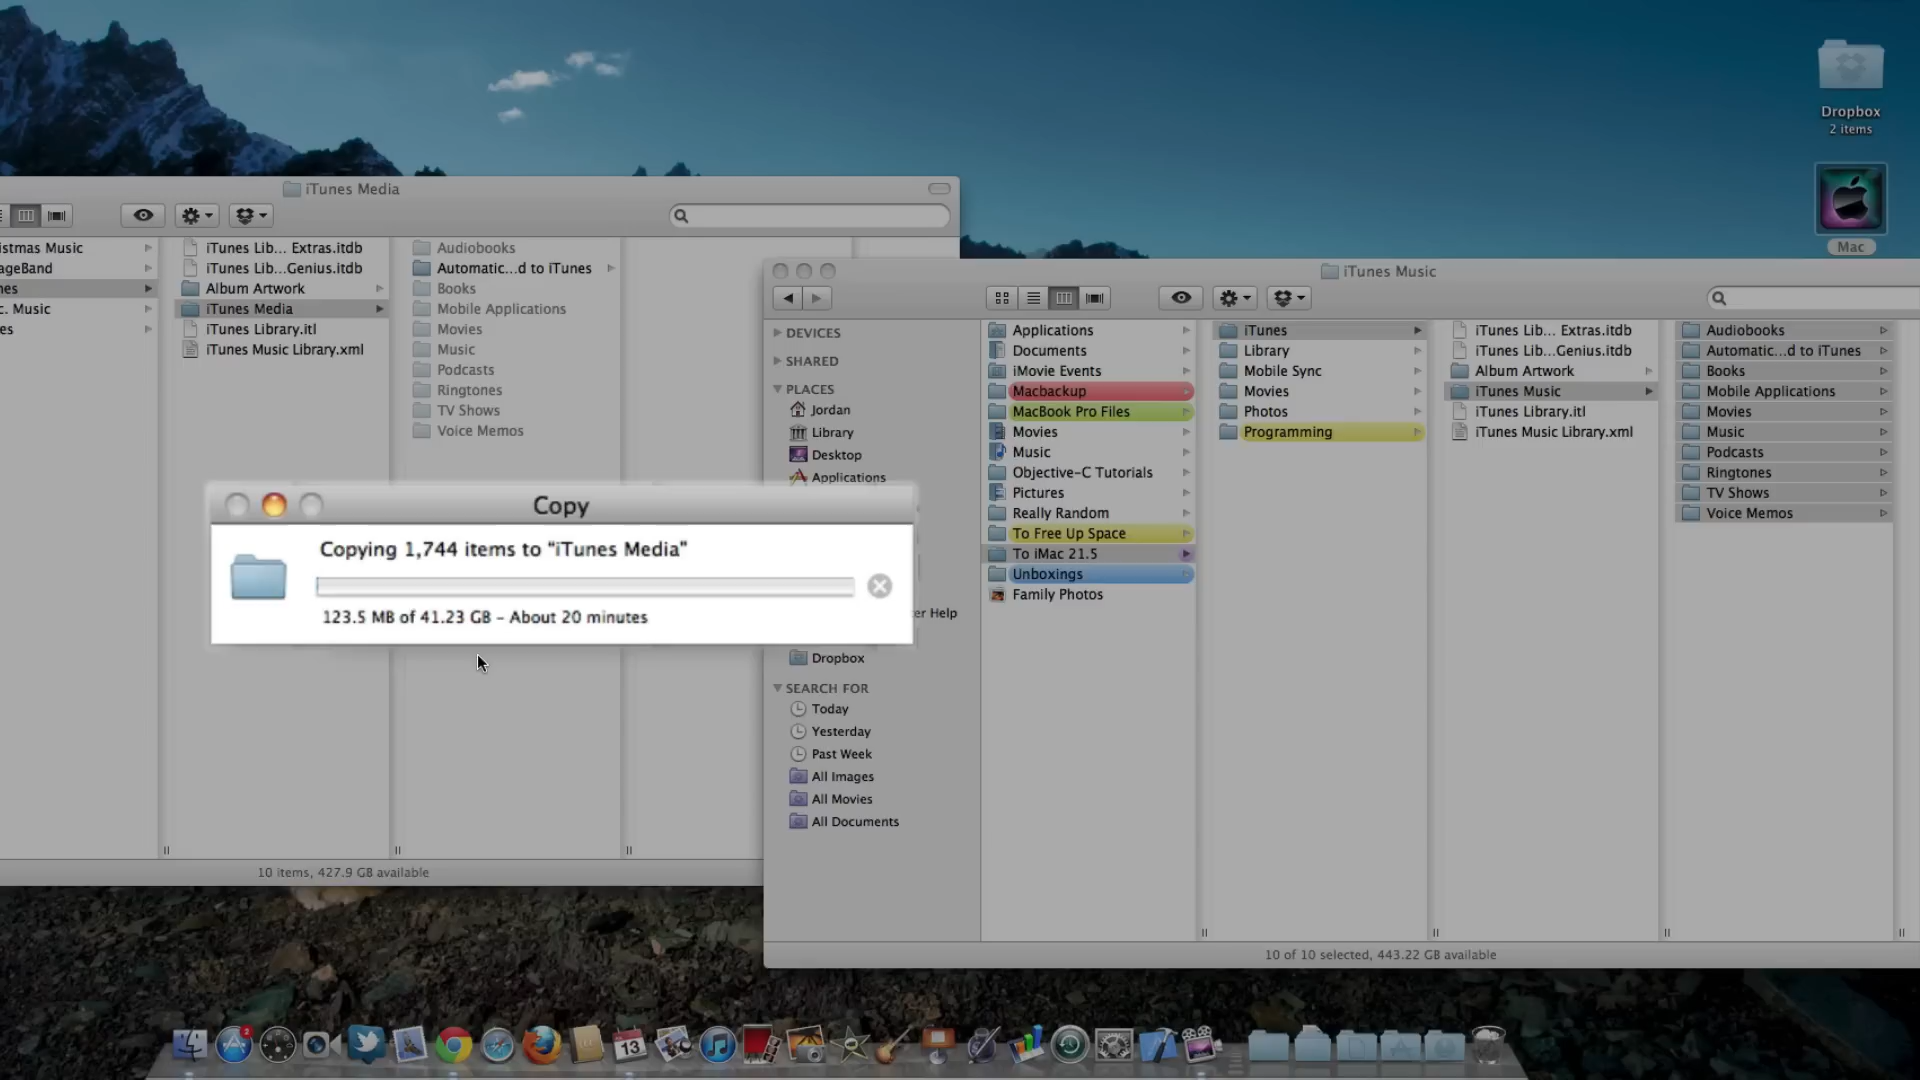 Dropbox
2 items
Mac
iTunes Media
istmas Music
ageBand
nes
c. Music
es
iTunes Lib... Extras.itdb
iTunes Lib...Genius.itdb
Album Artwork
iTunes Media
iTunes Library.itl
iTunes Music Library.xml
Audiobooks
Automatic...d to iTunes
Books
Mobile Applications
Movies
Music
Podcasts
Ringtones
TV Shows
Voice Memos
10 items, 427.9 GB available
Copy
Copying 1,744 items to "iTunes Media"
123.5 MB of 41.23 GB - About 20 minutes
iTunes Music
DEVICES
SHARED
PLACES
Jordan
Library
Desktop
Applications
er Help
Dropbox
SEARCH FOR
Today
Yesterday
Past Week
All Images
All Movies
All Documents
Applications
Documents
iMovie Events
Macbackup
MacBook Pro Files
Movies
Music
Objective-C Tutorials
Pictures
Really Random
To Free Up Space
To iMac 21.5
Unboxings
Family Photos
iTunes
Library
Mobile Sync
Movies
Photos
Programming
iTunes Lib... Extras.itdb
iTunes Lib...Genius.itdb
Album Artwork
iTunes Music
iTunes Library.itl
iTunes Music Library.xml
Audiobooks
Automatic...d to iTunes
Books
Mobile Applications
Movies
Music
Podcasts
Ringtones
TV Shows
Voice Memos
10 of 10 selected, 443.22 GB available
2
13